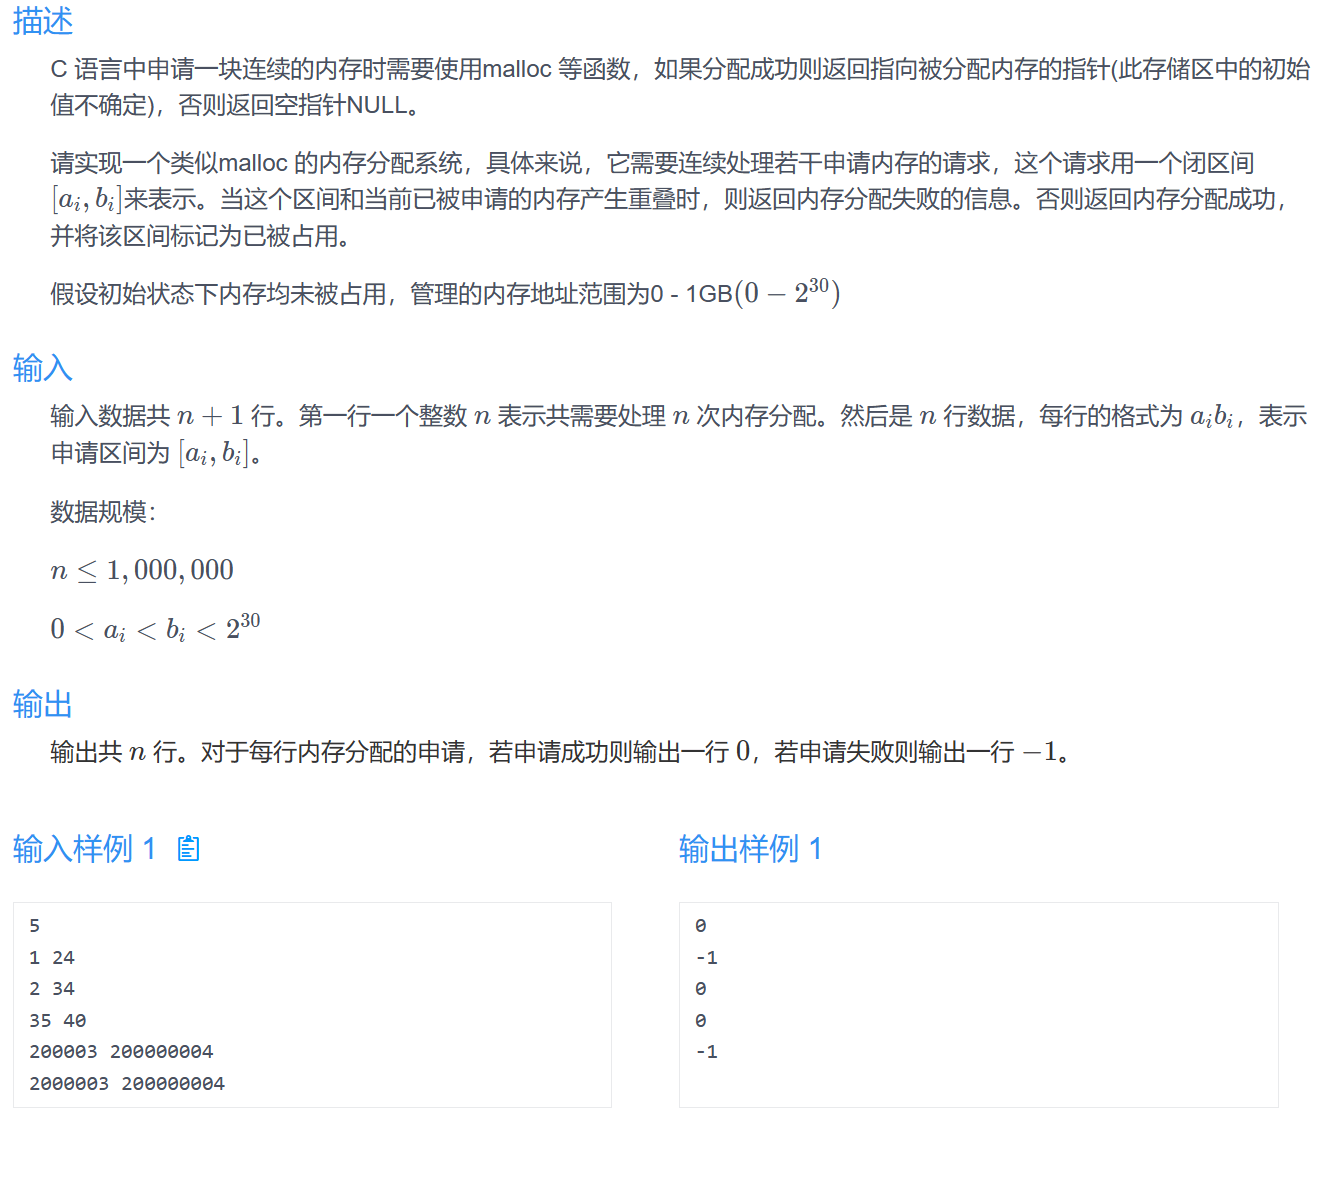 描述
C 语言中申请一块连续的内存时需要使用malloc 等函数，如果分配成功则返回指向被分配内存的指针(此存储区中的初始
值不确定)，否则返回空指针NULL。
请实现一个类似malloc 的内存分配系统，具体来说，它需要连续处理若干申请内存的请求，这个请求用一个闭区间
[aᵢ, bᵢ]来表示。当这个区间和当前已被申请的内存产生重叠时，则返回内存分配失败的信息。否则返回内存分配成功，
并将该区间标记为已被占用。
假设初始状态下内存均未被占用，管理的内存地址范围为0 - 1GB(0 − 2³⁰)
输入
输入数据共 n + 1 行。第一行一个整数 n 表示共需要处理 n 次内存分配。然后是 n 行数据，每行的格式为 aᵢbᵢ，表示
申请区间为 [aᵢ, bᵢ]。
数据规模：
n ≤ 1,000,000
0 < aᵢ < bᵢ < 2³⁰
输出
输出共 n 行。对于每行内存分配的申请，若申请成功则输出一行 0，若申请失败则输出一行 −1。
输入样例 1
5
1 24
2 34
35 40
200003 200000004
2000003 200000004
输出样例 1
0
-1
0
0
-1